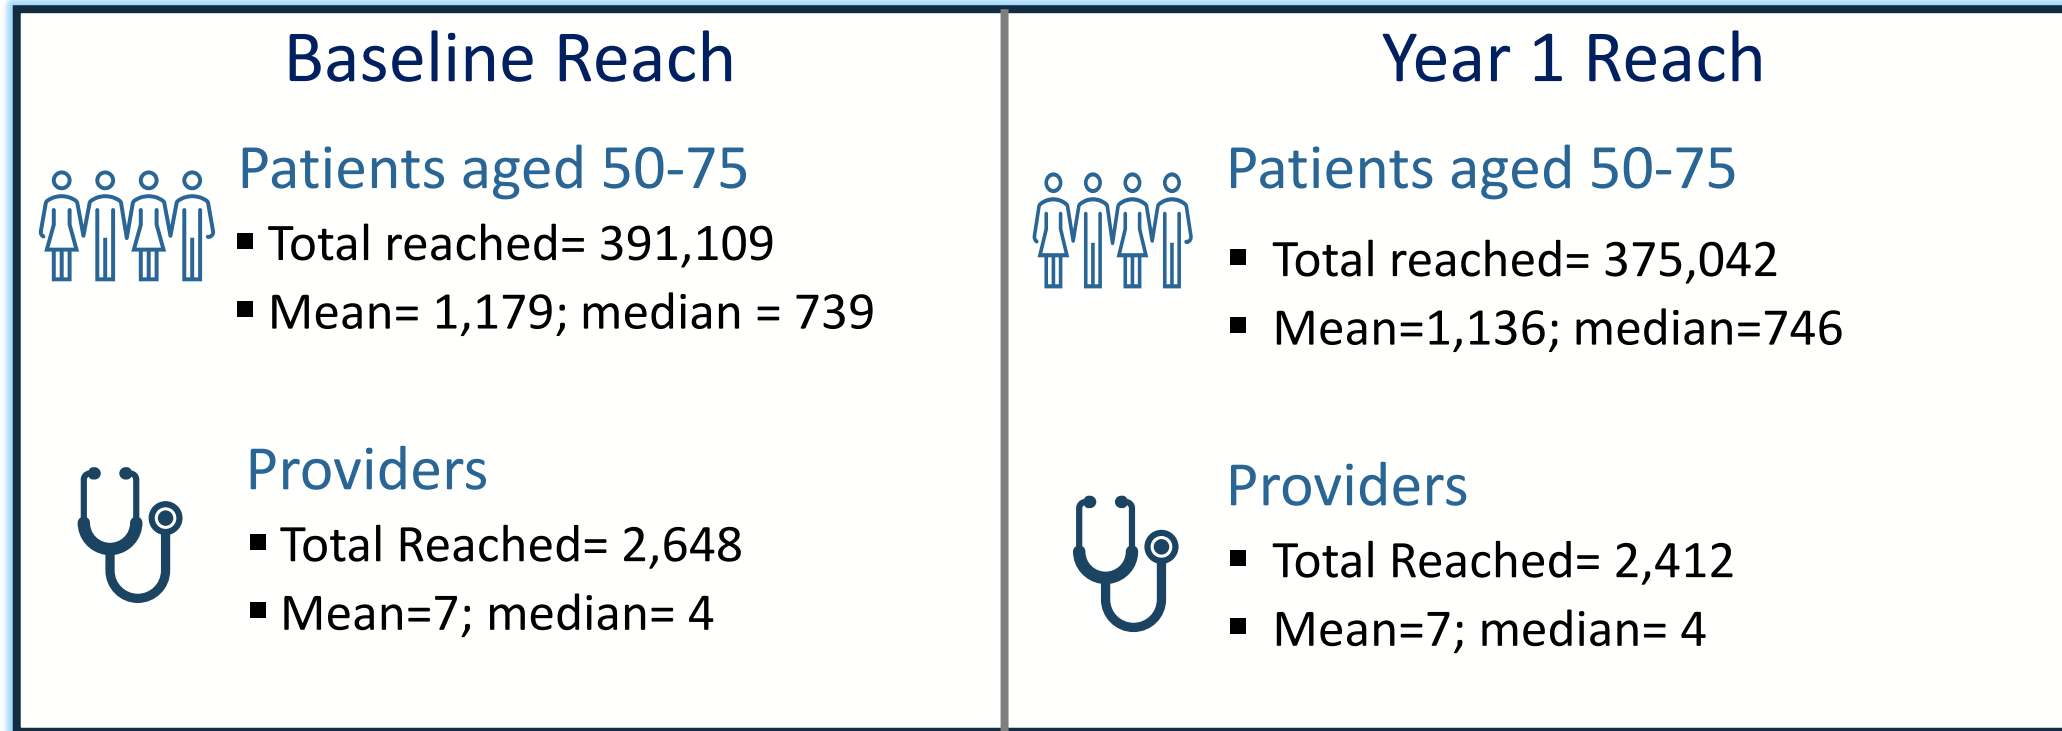 Baseline Reach
Patients aged 50-75
▪ Total reached= 391,109
▪ Mean= 1,179; median = 739
Providers
▪ Total Reached= 2,648
▪ Mean=7; median= 4
Year 1 Reach
Patients aged 50-75
▪ Total reached= 375,042
▪ Mean=1,136; median=746
Providers
▪ Total Reached= 2,412
▪ Mean=7; median= 4